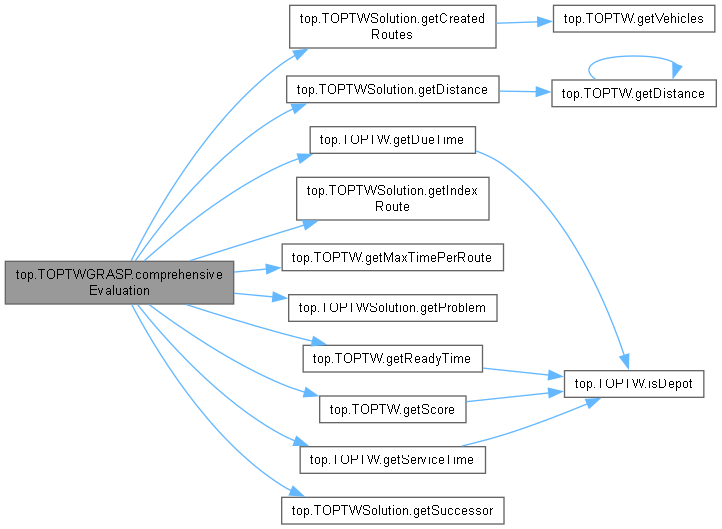 top.TOPTWGRASP.comprehensive
Evaluation
top.TOPTWSolution.getCreated
Routes
top.TOPTW.getVehicles
top.TOPTWSolution.getDistance
top.TOPTW.getDistance
top.TOPTW.getDueTime
top.TOPTWSolution.getIndex
Route
top.TOPTW.getMaxTimePerRoute
top.TOPTWSolution.getProblem
top.TOPTW.getReadyTime
top.TOPTW.isDepot
top.TOPTW.getScore
top.TOPTW.getServiceTime
top.TOPTWSolution.getSuccessor